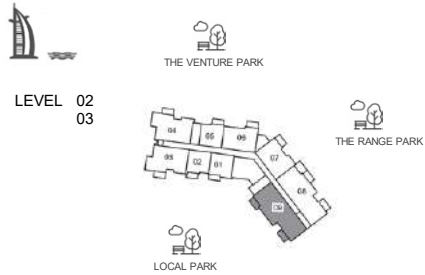 THE VENTURE PARK
LEVEL 02
03
THE RANGE PARK
04
05
06
03
02
01
07
08
LOCAL PARK